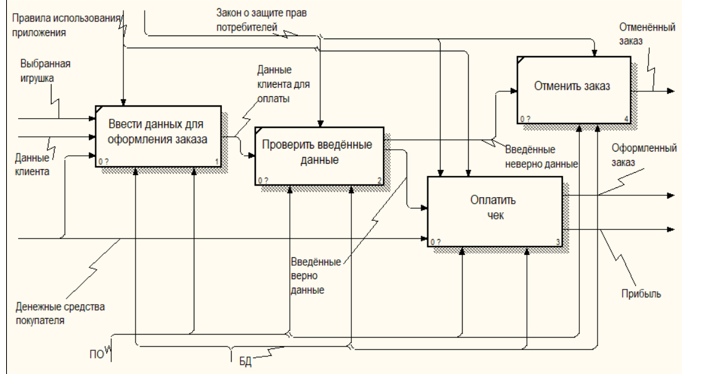 Правила использования
приложения
Закон о защите прав
потребителей
Отменённый
заказ
Выбранная
игрушка
Данные
клиента для
оплаты
Отменить заказ
0 ?
4
Ввести данных для
оформления заказа
0 ?
1
Проверить введённые
данные
0 ?
2
Данные
клиента
Введённые
неверно данные
Оформленный
заказ
Оплатить
чек
0 ?
3
Введённые
верно
данные
Денежные средства
покупателя
Прибыль
ПО
БД